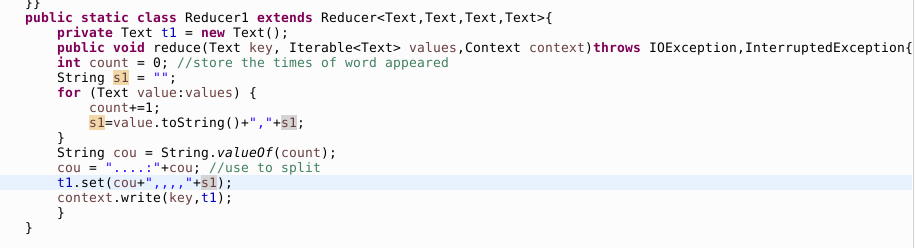 }}
public static class Reducer1 extends Reducer<Text,Text,Text,Text>{
    private Text t1 = new Text();
    public void reduce(Text key, Iterable<Text> values,Context context)throws IOException,InterruptedException{
    int count = 0; //store the times of word appeared
    String s1 = "";
    for (Text value:values) {
        count+=1;
        s1=value.toString()+","+s1;
    }
    String cou = String.valueOf(count);
    cou = "....:"+cou; //use to split
    t1.set(cou+",,,,"+s1);
    context.write(key,t1);
    }
}